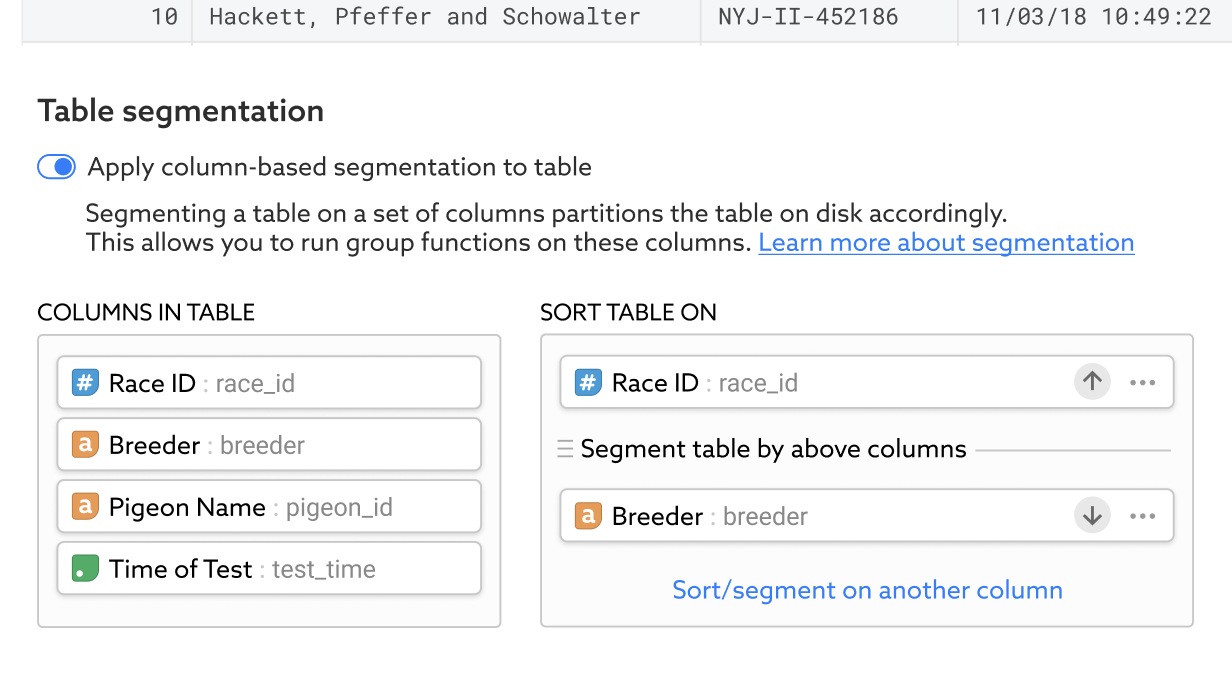 10 Hackett, Pfeffer and Schowalter NYJ-II-452186 11/03/18 10:49:22
Table segmentation
Apply column-based segmentation to table
Segmenting a table on a set of columns partitions the table on disk accordingly.
This allows you to run group functions on these columns. Learn more about segmentation
COLUMNS IN TABLE
# Race ID : race_id
a Breeder : breeder
a Pigeon Name : pigeon_id
Time of Test : test_time
SORT TABLE ON
# Race ID : race_id
Segment table by above columns
a Breeder : breeder
Sort/segment on another column